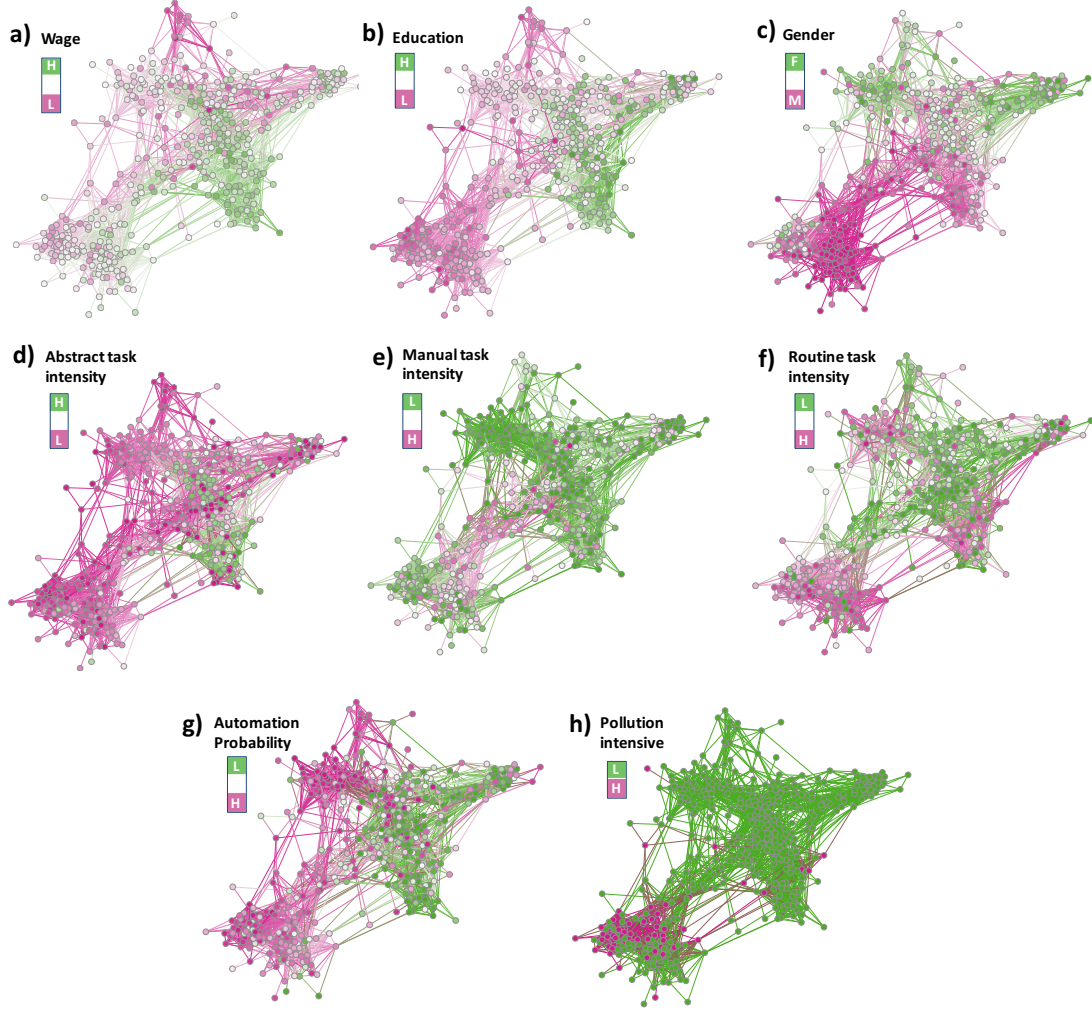 a) Wage
H
L
b) Education
H
L
c) Gender
F
M
d) Abstract task
intensity
H
L
e) Manual task
intensity
L
H
f) Routine task
intensity
L
H
g) Automation
Probability
L
H
h) Pollution
intensive
L
H